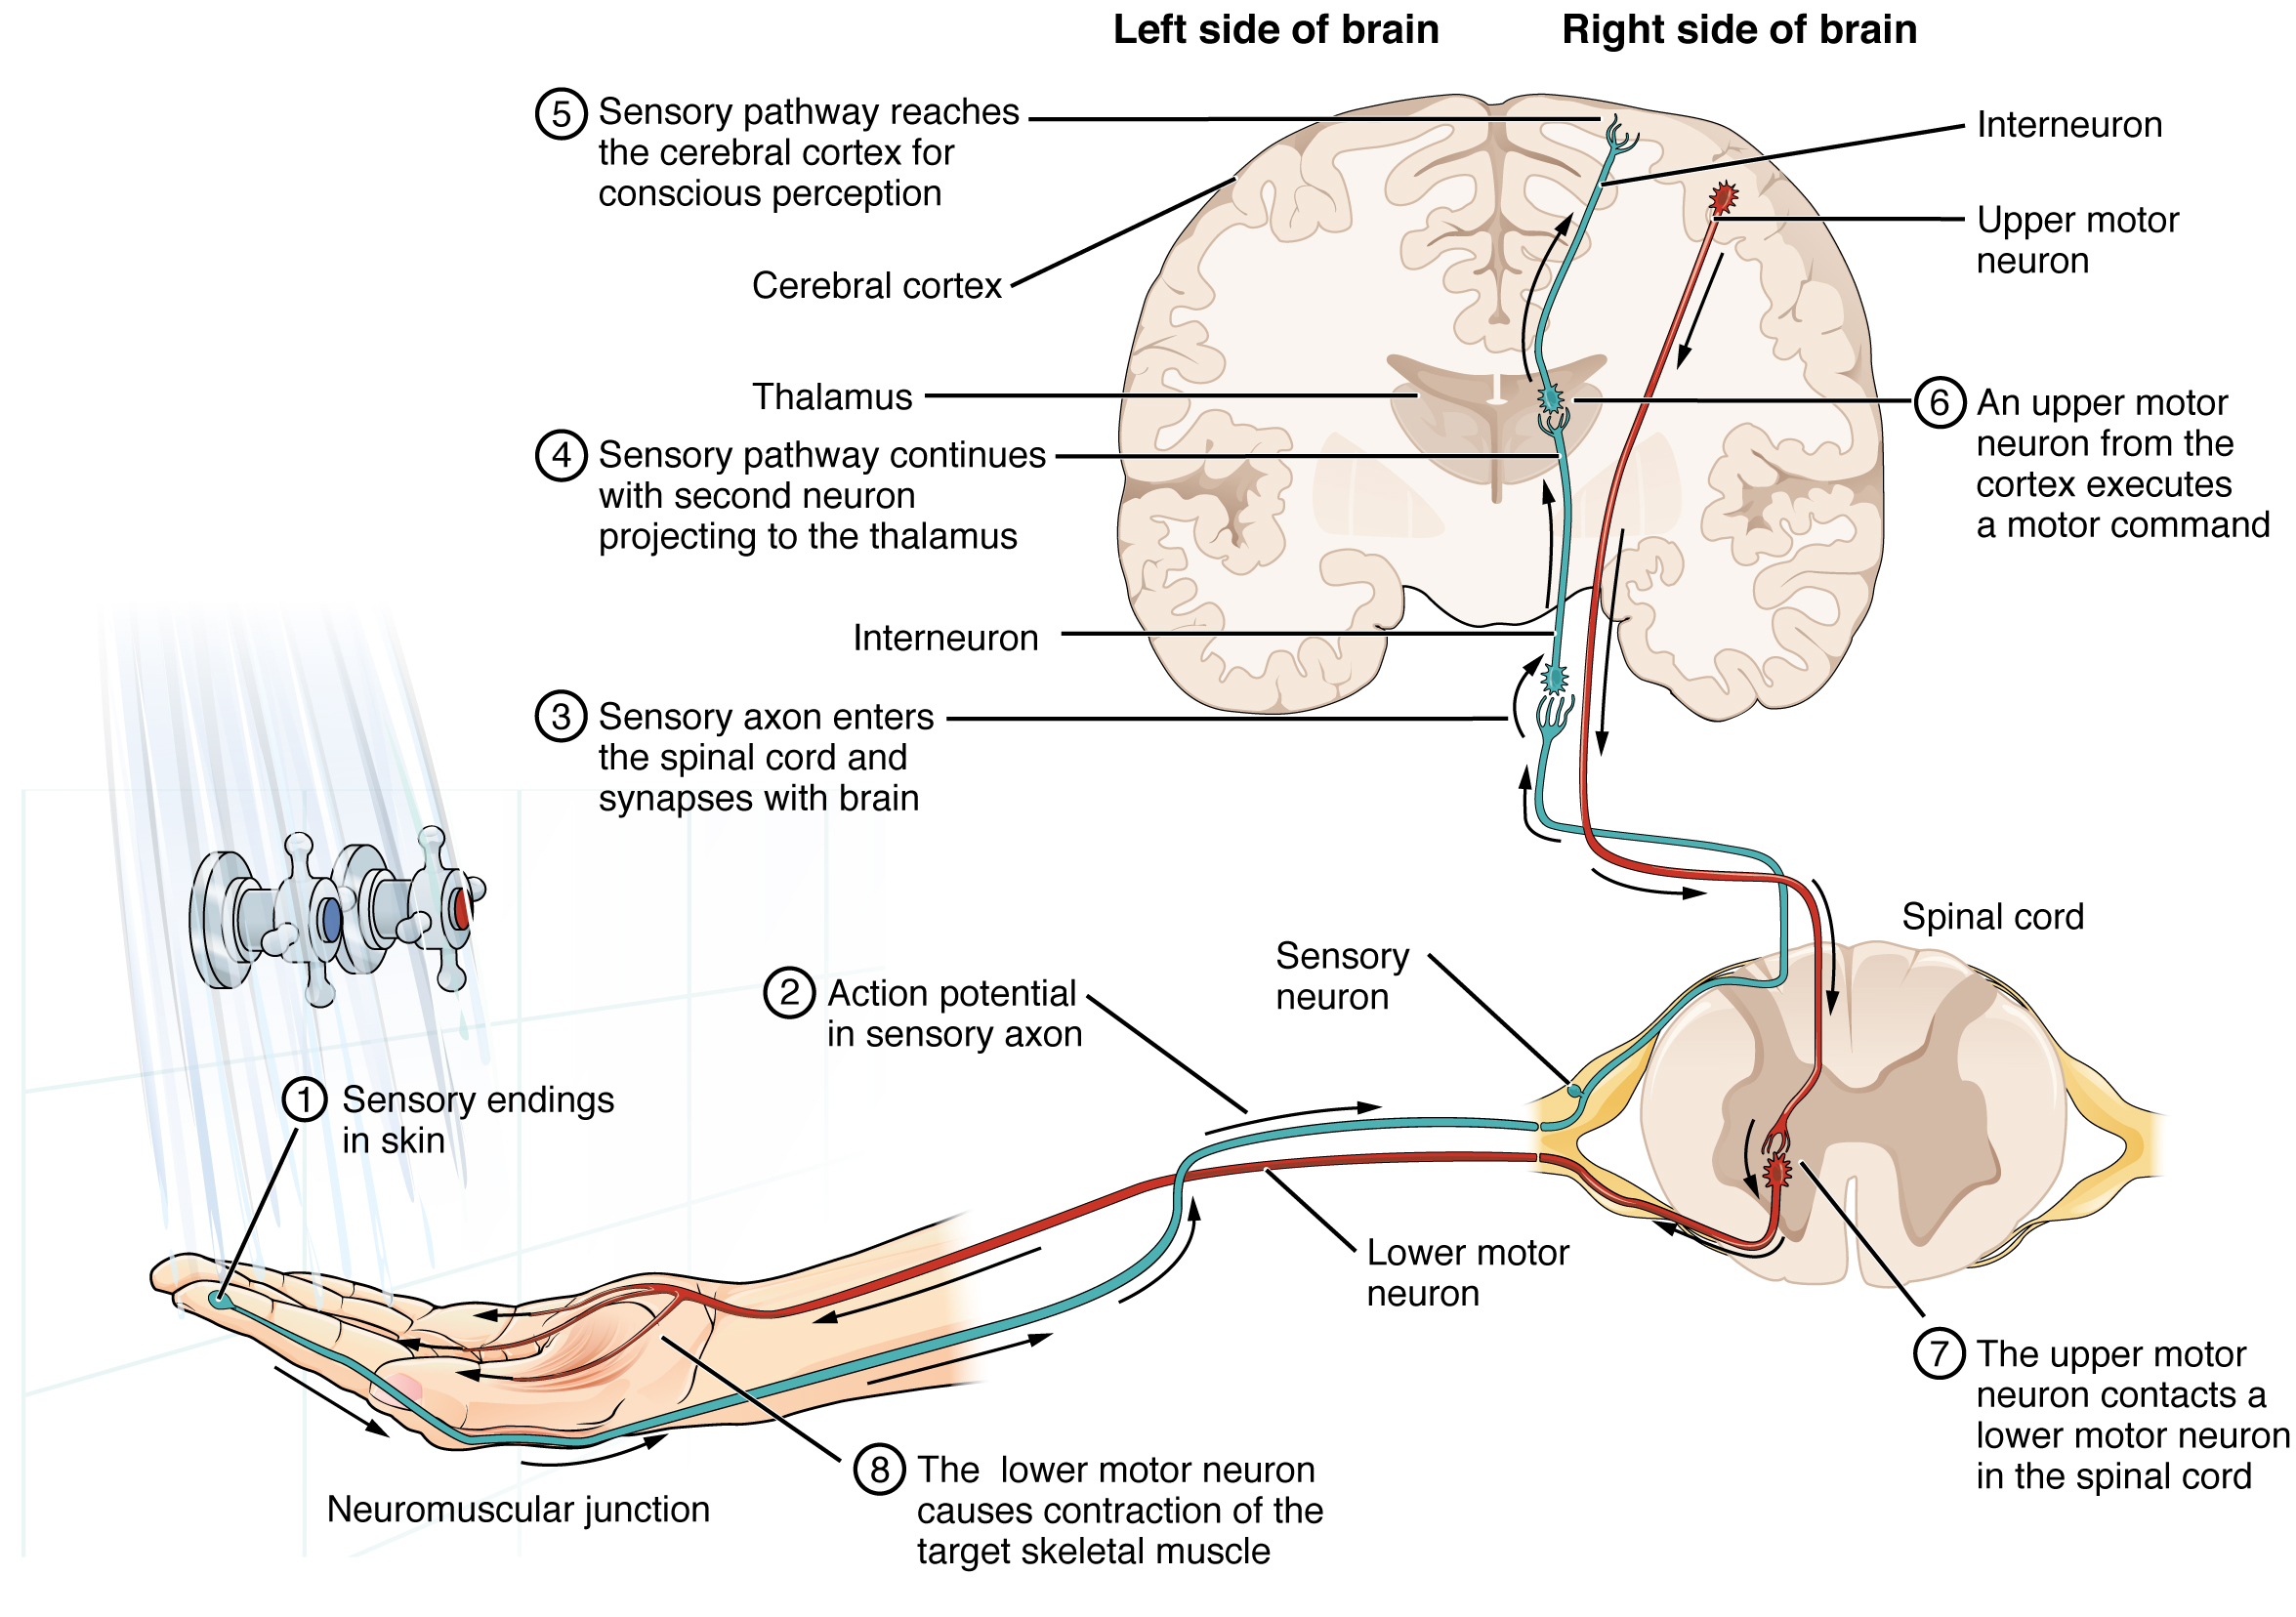 Left side of brain
Right side of brain
5 Sensory pathway reaches
the cerebral cortex for
conscious perception
Interneuron
Upper motor
neuron
Cerebral cortex
Thalamus
6 An upper motor
neuron from the
cortex executes
a motor command
4 Sensory pathway continues
with second neuron
projecting to the thalamus
Interneuron
3 Sensory axon enters
the spinal cord and
synapses with brain
Spinal cord
Sensory
neuron
2 Action potential
in sensory axon
1 Sensory endings
in skin
Lower motor
neuron
7 The upper motor
neuron contacts a
lower motor neuron
in the spinal cord
8 The lower motor neuron
causes contraction of the
target skeletal muscle
Neuromuscular junction